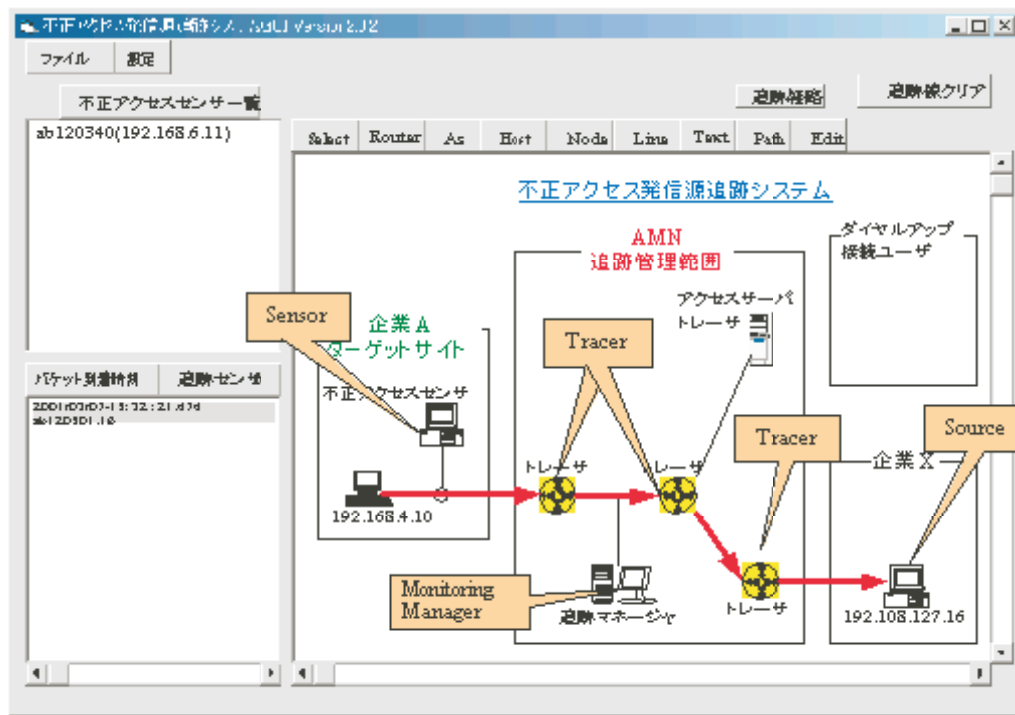 Version 2.02
ファイル 設定
不正アクセスセンサー覧
追跡経路
追跡線クリア
ab120340(192.168.6.11)
Select Router As Host Node Line Text Path Edit
不正アクセス発信源追跡システム
ダイヤルアップ
接続ユーザ
AMN
追跡管理範囲
アクセスサーバ
トレーサ
Sensor
企業A
ターゲットサイト
Tracer
不正アクセスセンサ
パケット到着時刻 追跡センサ
Tracer
Source
企業X
トレーサ
トレーサ
192.168.4.10
Monitoring
Manager
追跡マネージャ
トレーサ
192.108.127.16